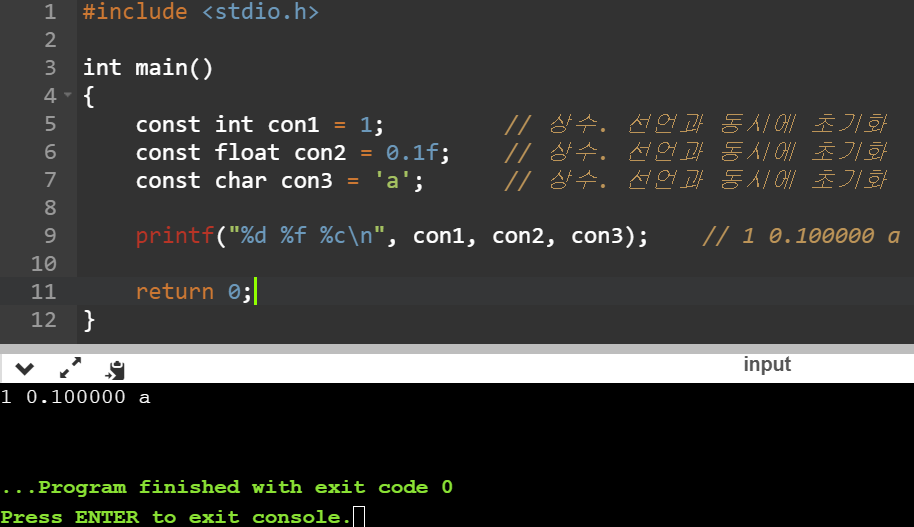 1 #include <stdio.h>
2
3 int main()
4 {
5 const int con1 = 1; // 상수. 선언과 동시에 초기화
6 const float con2 = 0.1f; // 상수. 선언과 동시에 초기화
7 const char con3 = 'a'; // 상수. 선언과 동시에 초기화
8
9 printf("%d %f %c\n", con1, con2, con3); // 1 0.100000 a
10
11 return 0;
12 }
input
1 0.100000 a
...Program finished with exit code 0
Press ENTER to exit console.